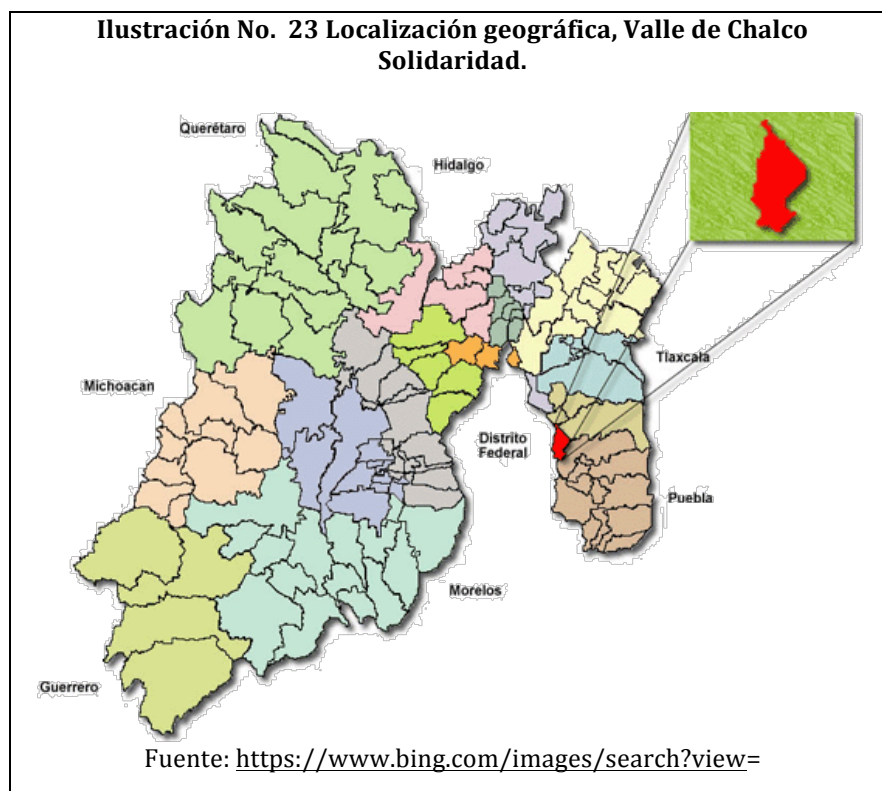 Ilustración No. 23 Localización geográfica, Valle de Chalco
Solidaridad.
Querétaro
Hidalgo
Michoacan
Tlaxcala
Distrito
Federal
Puebla
Morelos
Guerrero
Fuente: https://www.bing.com/images/search?view=